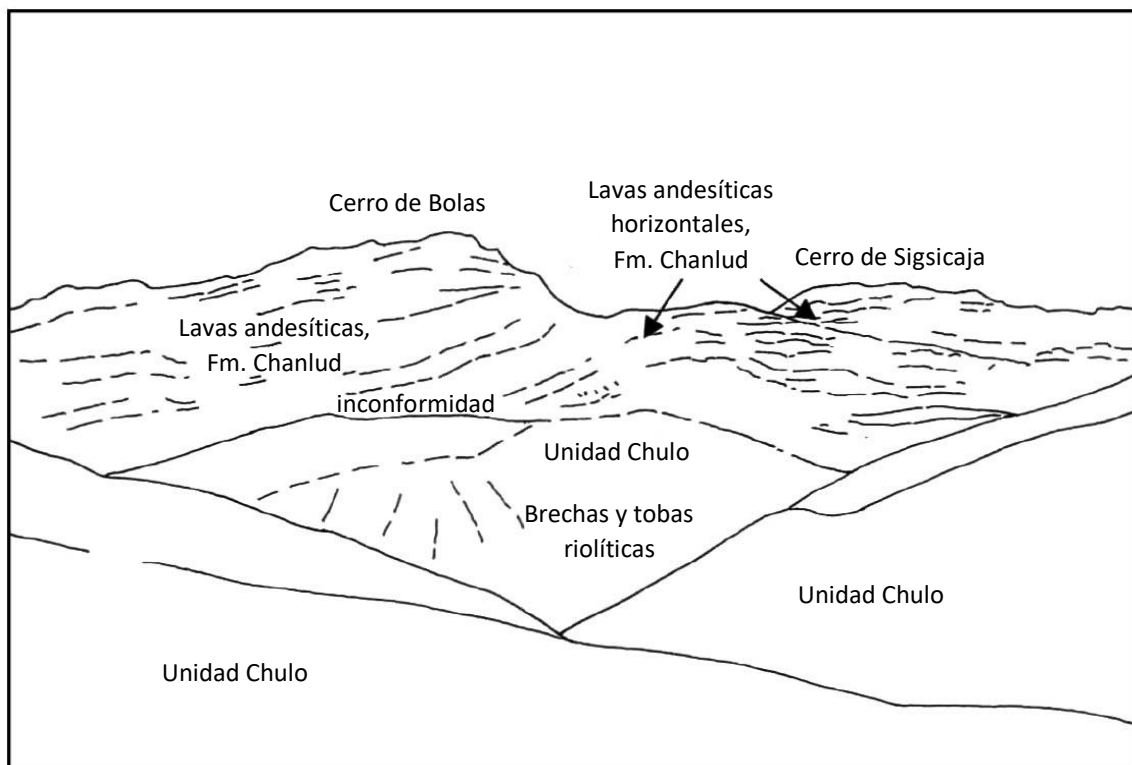 Cerro de Bolas
Lavas andesíticas
horizontales,
Fm. Chanlud
Cerro de Sigsicaja
Lavas andesíticas,
Fm. Chanlud
inconformidad
Unidad Chulo
Brechas y tobas
riolíticas
Unidad Chulo
Unidad Chulo